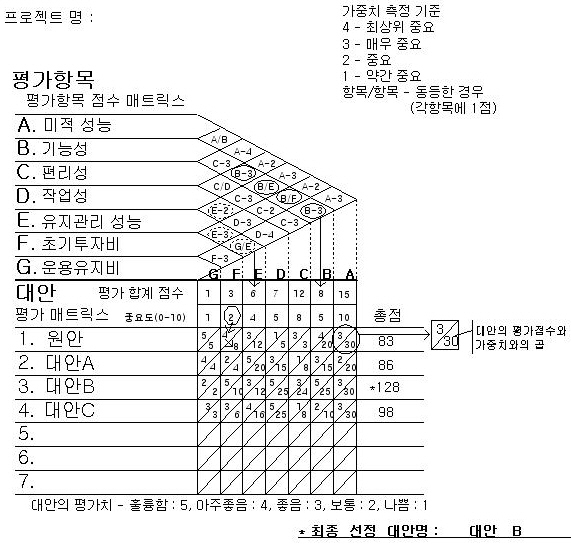 프로젝트 명 :
가중치 측정 기준
4 - 최상위 중요
3 - 매우 중요
2 - 중요
1 - 약간 중요
항목/항목 - 동등한 경우
(각항목에 1점)
평가항목
평가항목 점수 매트릭스
A. 미적 성능
B. 기능성
C. 편리성
D. 작업성
E. 유지관리 성능
F. 초기투자비
G. 운용유지비
A/B
A-4
C-3 A-2
B-3 A-3
C/D B/E A-2
C-3 B/F A-3
E-2 C-2 B-3
D-3 C-2
E-3 D-4
G/E
F-3
G F E D C B A
대안 평가 합계 점수 1 3 6 7 12 8 15
평가 매트릭스 중요도(0-10) 1 2 4 5 8 5 10 총점
1. 원안 5/5 3/12 1/5 4/20 3/30 83
3/30
대안의 평가점수와
가중치와의 곱
2. 대안A 4/4 2/4 5/20 3/15 1/8 2/20 86
3. 대안B 2/2 5/10 3/12 5/25 3/24 5/25 3/30 *128
4. 대안C 3/3 3/6 4/16 5/25 1/8 2/10 3/30 98
5.
6.
7.
대안의 평가치 - 훌륭함 : 5, 아주좋음 : 4, 좋음 : 3, 보통 : 2, 나쁨 : 1
* 최종 선정 대안명 : 대안 B